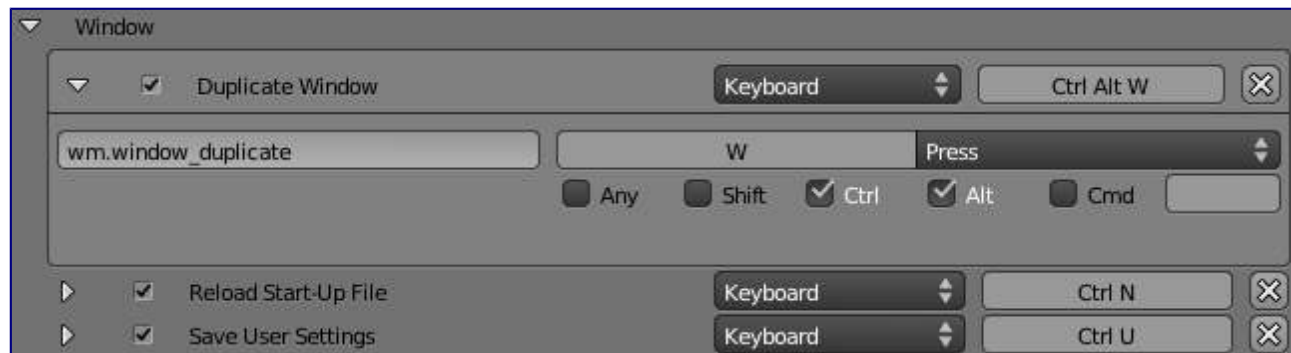 Window
Duplicate Window Keyboard Ctrl Alt W
wm.window_duplicate W Press
Any Shift Ctrl Alt Cmd
Reload Start-Up File Keyboard Ctrl N
Save User Settings Keyboard Ctrl U